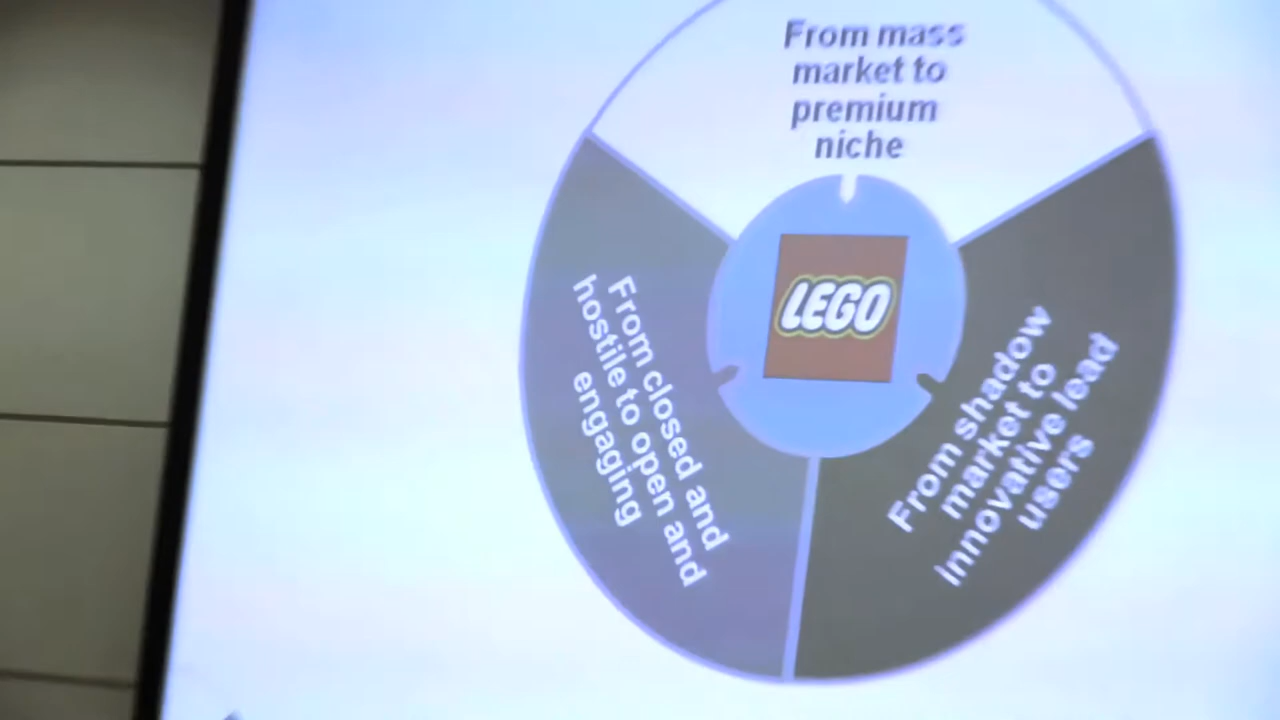 From mass
market to
premium
niche
LEGO
From closed and
hostile to open and
engaging
From shadow
market to
innovative lead
users